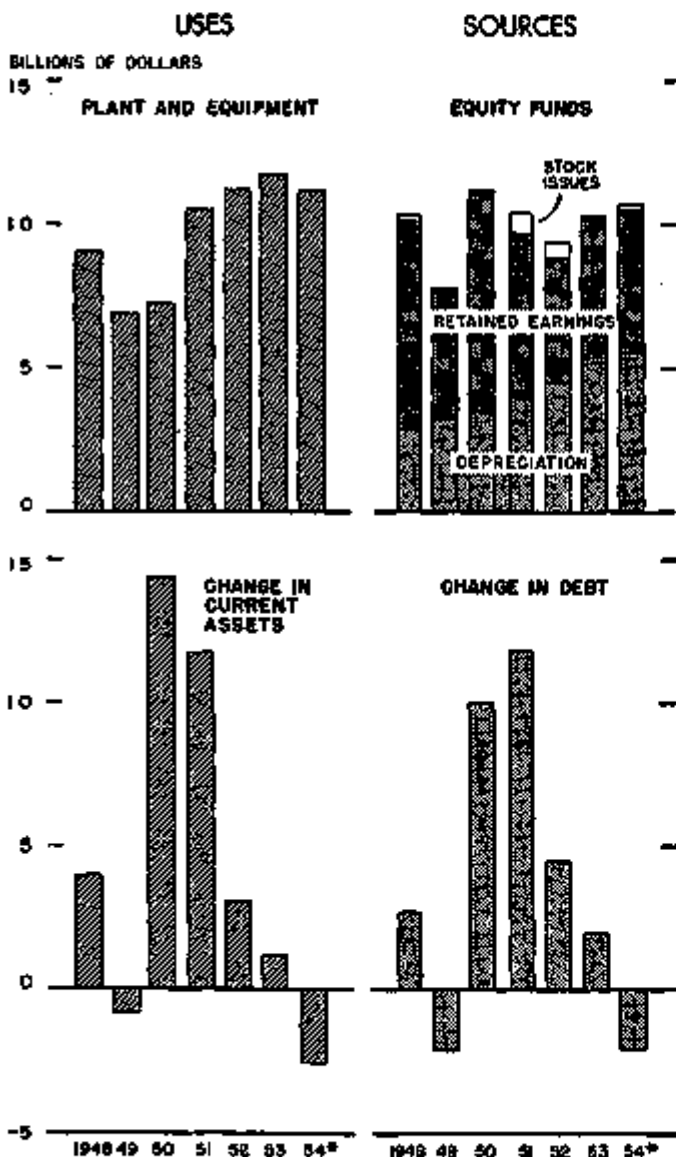 USES
SOURCES
BILLIONS OF DOLLARS
15
PLANT AND EQUIPMENT
EQUITY FUNDS
STOCK
ISSUES
10
RETAINED EARNINGS
5
DEPRECIATION
0
15
CHANGE IN
CURRENT
ASSETS
CHANGE IN DEBT
10
5
0
-5
1948 49 50 51 52 53 54*
1948 49 50 51 52 53 54*